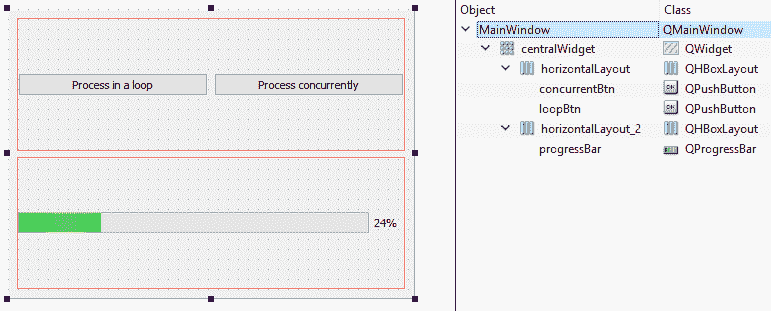 Process in a loop Process concurrently
24%
Object Class
MainWindow QMainWindow
centralWidget QWidget
horizontalLayout QHBoxLayout
concurrentBtn QPushButton
loopBtn QPushButton
horizontalLayout_2 QHBoxLayout
progressBar QProgressBar